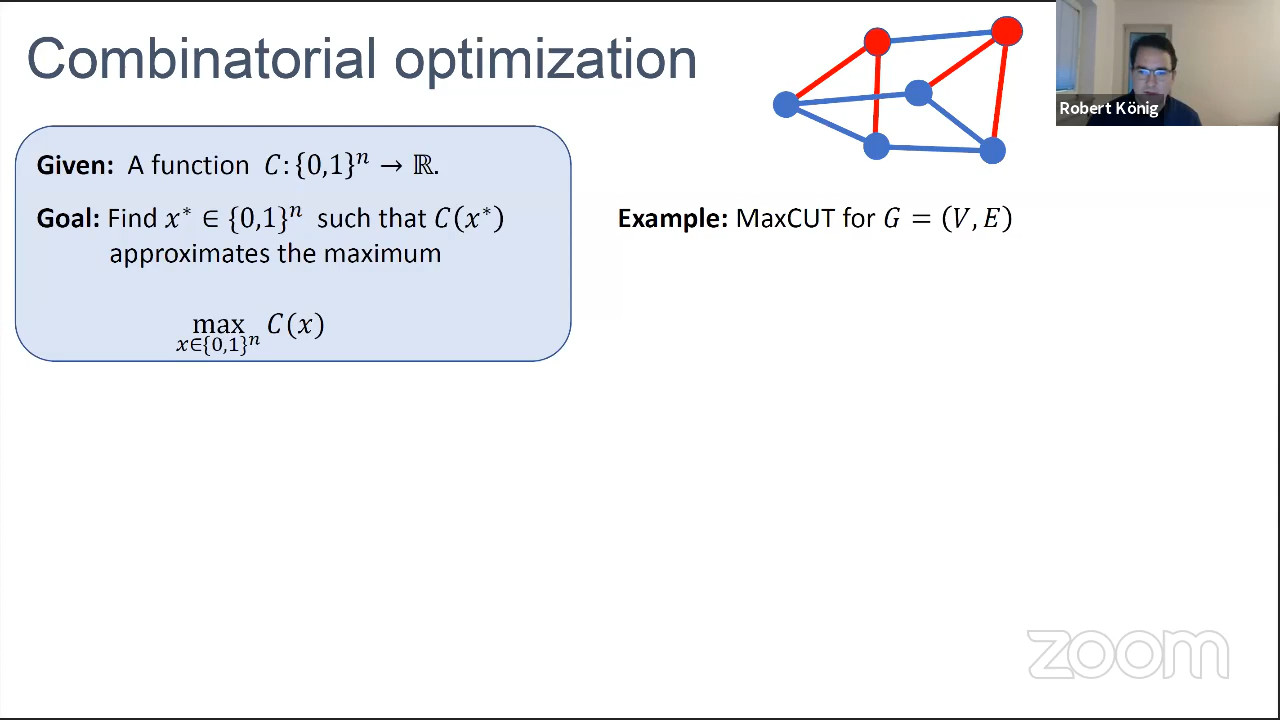 Combinatorial optimization
Robert König
Given: A function C: {0,1}ⁿ → ℝ.
Goal: Find x* ∈ {0,1}ⁿ such that C(x*)
approximates the maximum
max C(x)
x∈{0,1}ⁿ
Example: MaxCUT for G = (V, E)
zoom